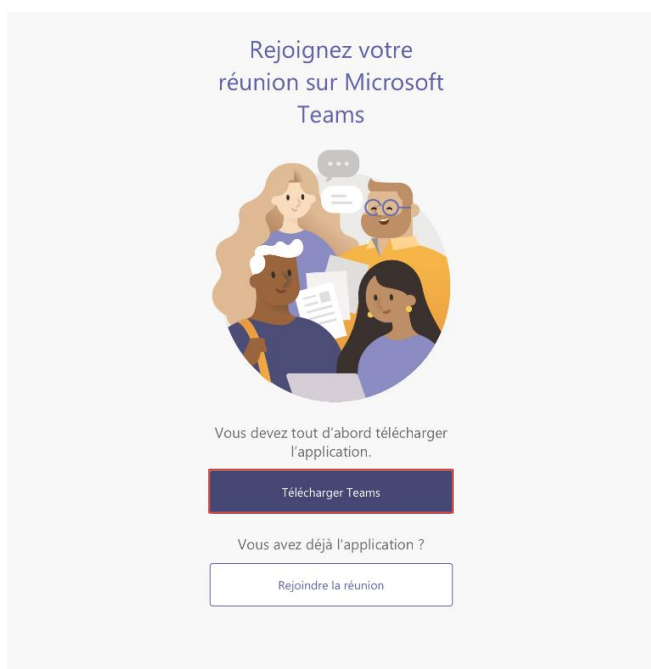 Rejoignez votre
réunion sur Microsoft
Teams
Vous devez tout d'abord télécharger
l'application.
Télécharger Teams
Vous avez déjà l'application ?
Rejoindre la réunion